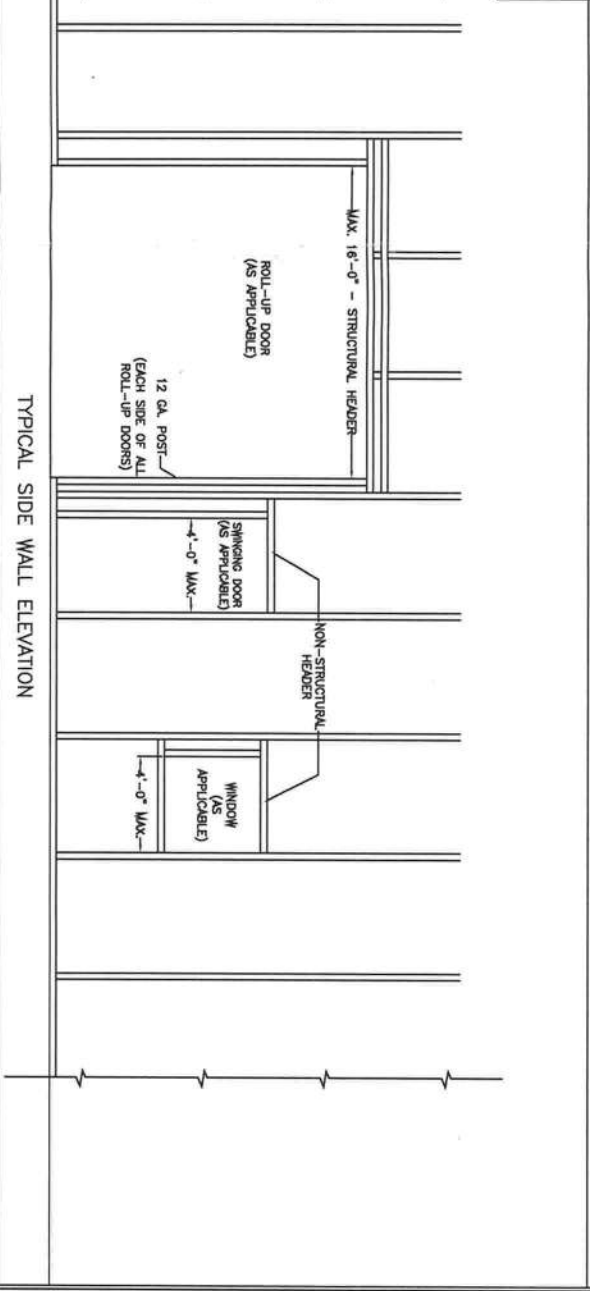 MAX. 16'-0" - STRUCTURAL HEADER
ROLL-UP DOOR
(AS APPLICABLE)
12 GA. POST
(EACH SIDE OF ALL
ROLL-UP DOORS)
SWINGING DOOR
(AS APPLICABLE)
4'-0" MAX.
NON-STRUCTURAL
HEADER
WINDOW
(AS
APPLICABLE)
4'-0" MAX.
TYPICAL SIDE WALL ELEVATION